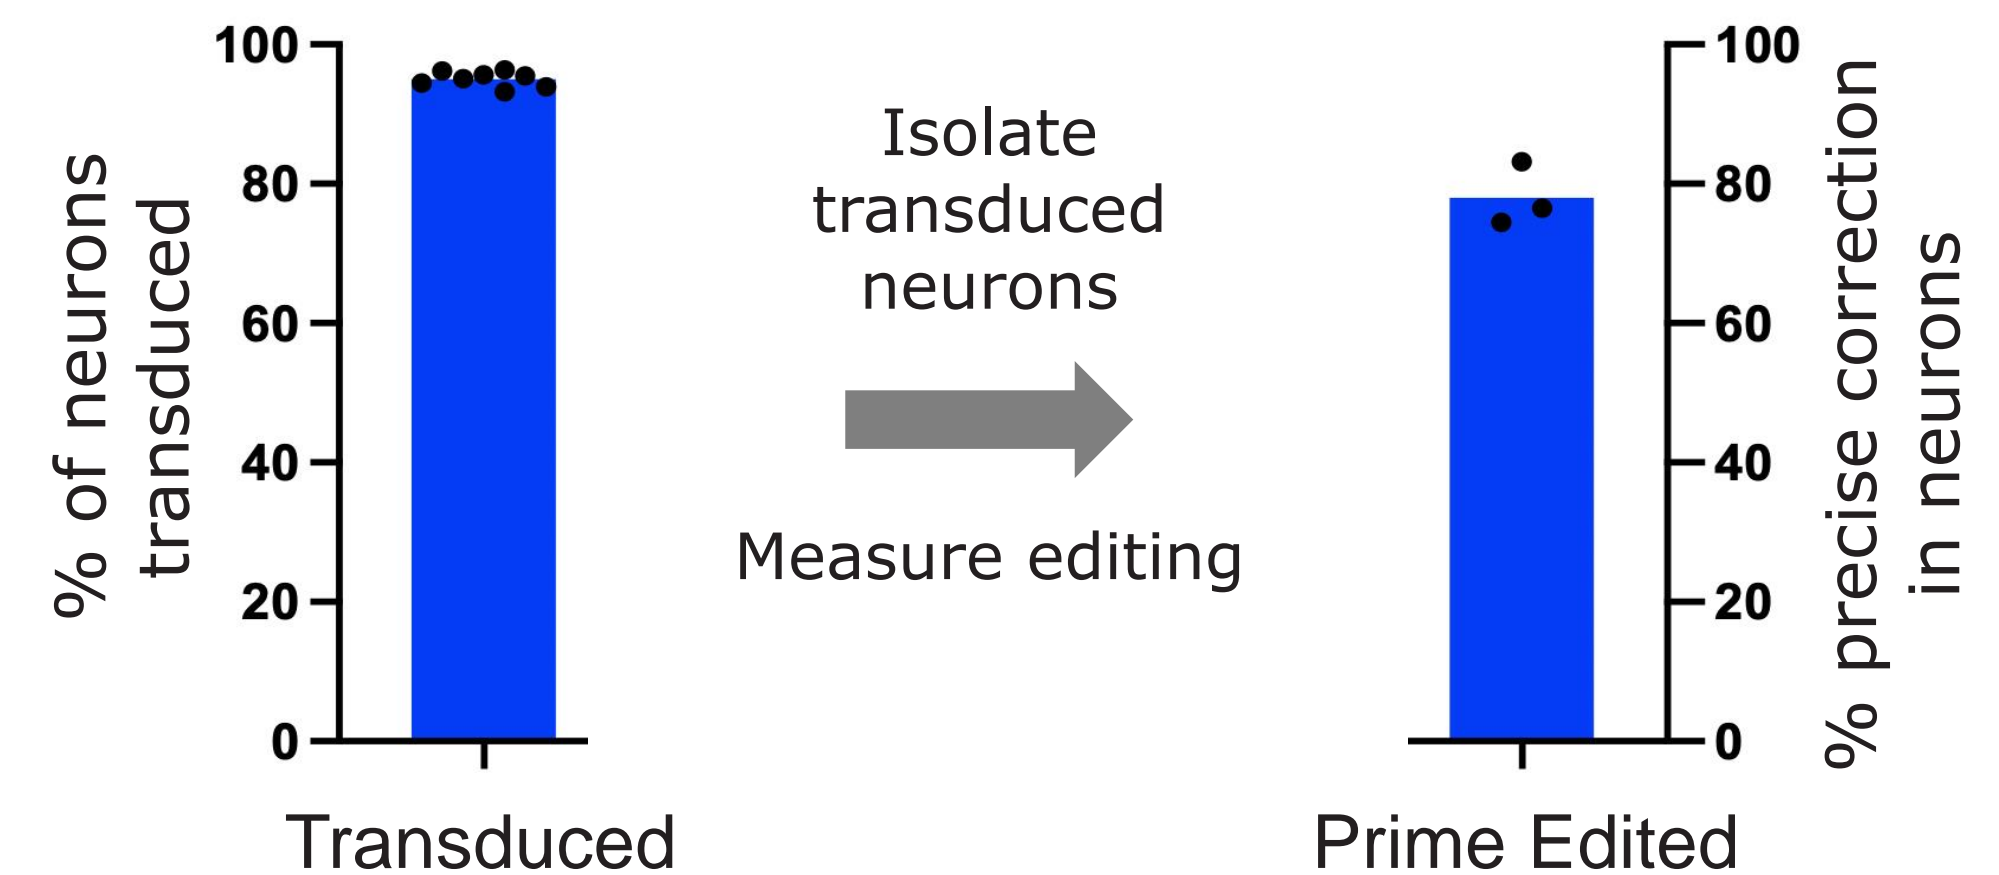 % of neurons
transduced
100
80
60
40
20
0
Transduced
Isolate
transduced
neurons
Measure editing
100
80
60
40
20
0
% precise correction
in neurons
Prime Edited